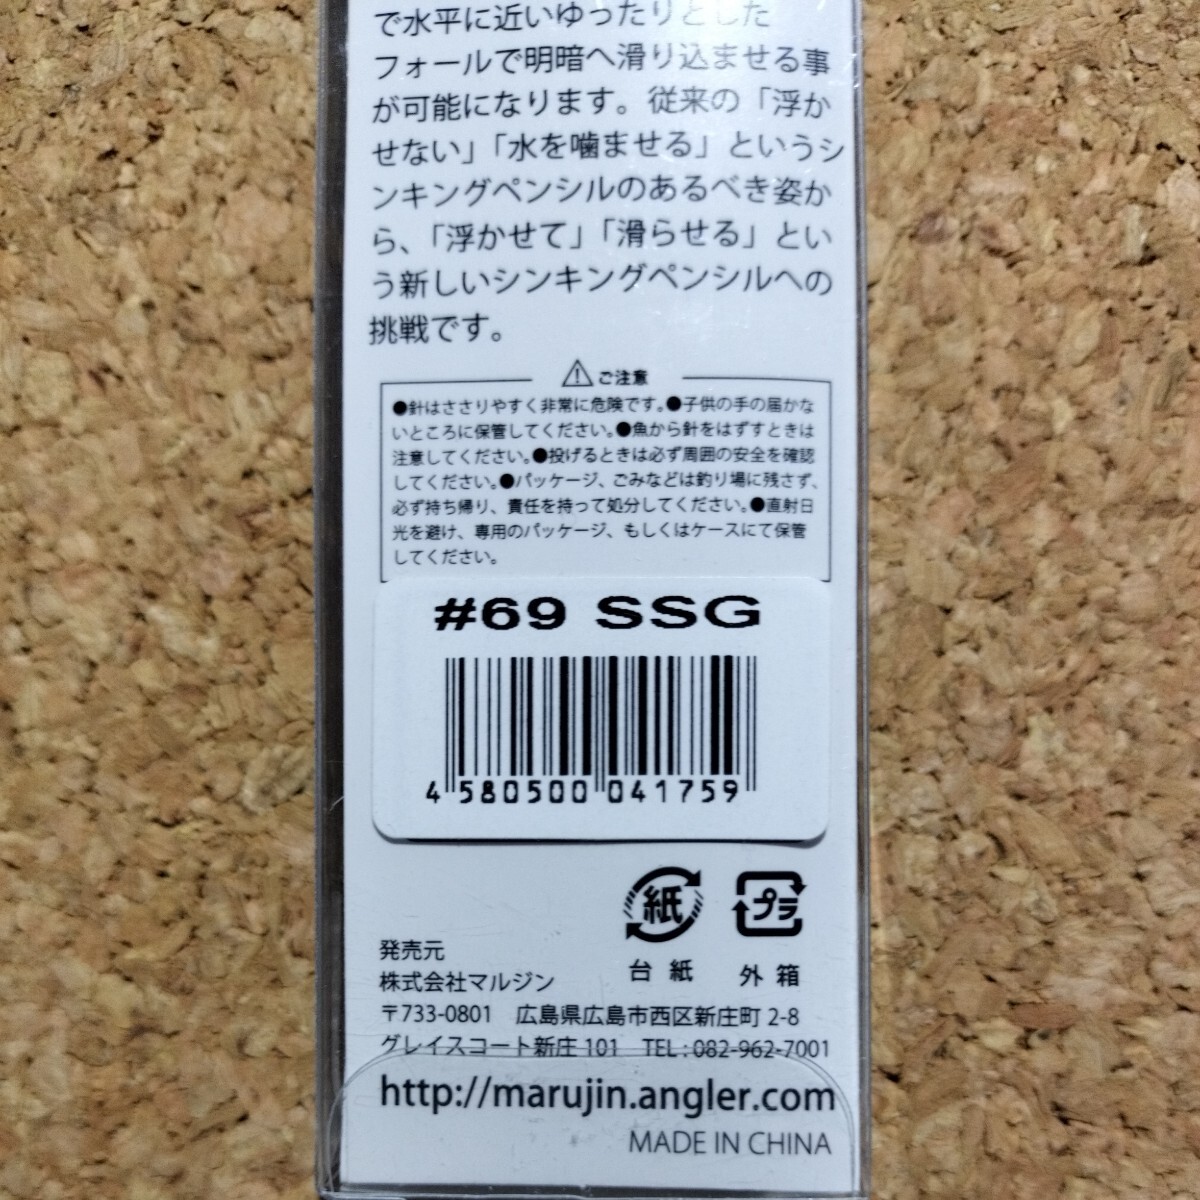 で水平に近いゆったりとした
フォールで明暗へ滑り込ませる事
が可能になります。従来の「浮か
せない」「水を噛ませる」というシ
ンキングペンシルのあるべき姿か
ら、「浮かせて」「滑らせる」とい
う新しいシンキングペンシルへの
挑戦です。
ご注意
●針はささりやすく非常に危険です。●子供の手の届かな
いところに保管してください。●魚から針をはずすときは
注意してください。●投げるときは必ず周囲の安全を確認
してください。●パッケージ、ごみなどは釣り場に残さず、
必ず持ち帰り、責任を持って処分してください。●直射日
光を避け、専用のパッケージ、もしくはケースにて保管
してください。
#69 SSG
4 580500 041759
紙 プラ
台紙 外箱
発売元
株式会社マルジン
〒733-0801 広島県広島市西区新庄町 2-8
グレイスコート新庄 101 TEL : 082-962-7001
http://marujin.angler.com
MADE IN CHINA